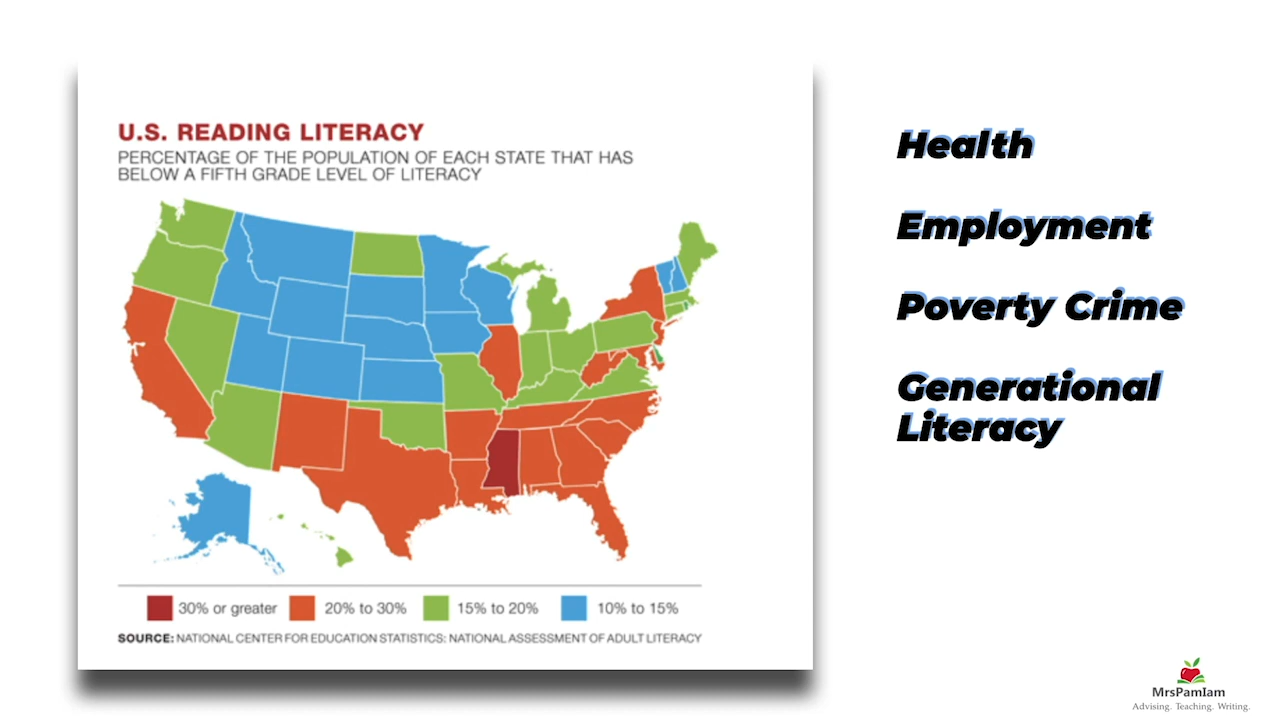 U.S. READING LITERACY
PERCENTAGE OF THE POPULATION OF EACH STATE THAT HAS
BELOW A FIFTH GRADE LEVEL OF LITERACY
30% or greater
20% to 30%
15% to 20%
10% to 15%
SOURCE: NATIONAL CENTER FOR EDUCATION STATISTICS: NATIONAL ASSESSMENT OF ADULT LITERACY
Health
Employment
Poverty Crime
Generational
Literacy
MrsPamIam
Advising. Teaching. Writing.